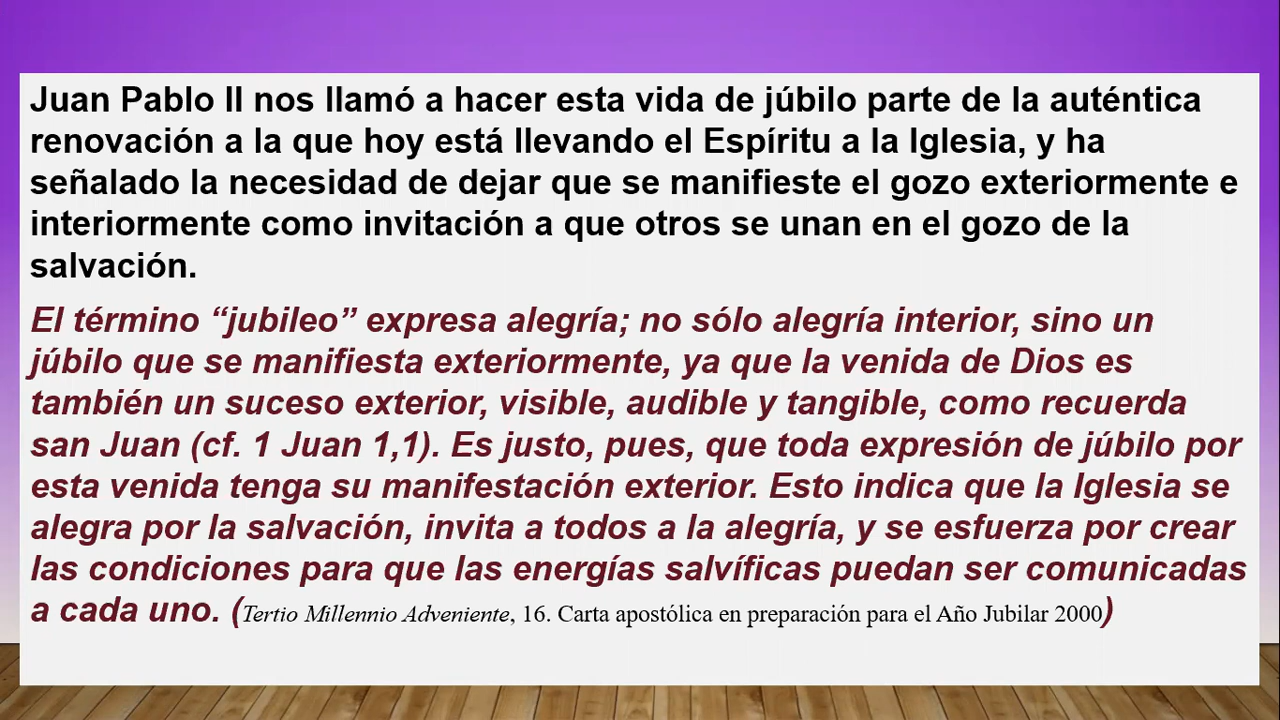 Juan Pablo II nos llamó a hacer esta vida de júbilo parte de la auténtica
renovación a la que hoy está llevando el Espíritu a la Iglesia, y ha
señalado la necesidad de dejar que se manifieste el gozo exteriormente e
interiormente como invitación a que otros se unan en el gozo de la
salvación.
El término “jubileo” expresa alegría; no sólo alegría interior, sino un
júbilo que se manifiesta exteriormente, ya que la venida de Dios es
también un suceso exterior, visible, audible y tangible, como recuerda
san Juan (cf. 1 Juan 1,1). Es justo, pues, que toda expresión de júbilo por
esta venida tenga su manifestación exterior. Esto indica que la Iglesia se
alegra por la salvación, invita a todos a la alegría, y se esfuerza por crear
las condiciones para que las energías salvíficas puedan ser comunicadas
a cada uno. (Tertio Millennio Adveniente, 16. Carta apostólica en preparación para el Año Jubilar 2000)